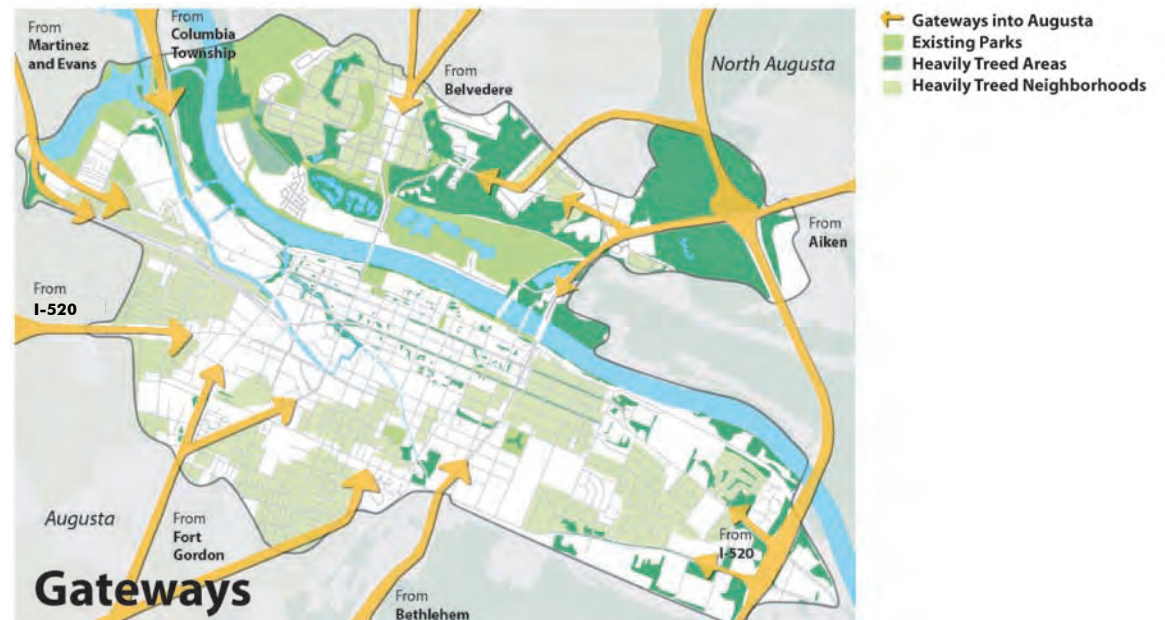 From
Martinez
and Evans
From
Columbia
Township
From
Belvedere
North Augusta
From
Aiken
From
I-520
Augusta
From
Fort
Gordon
From
I-520
From
Bethlehem
Gateways
Gateways into Augusta
Existing Parks
Heavily Treed Areas
Heavily Treed Neighborhoods